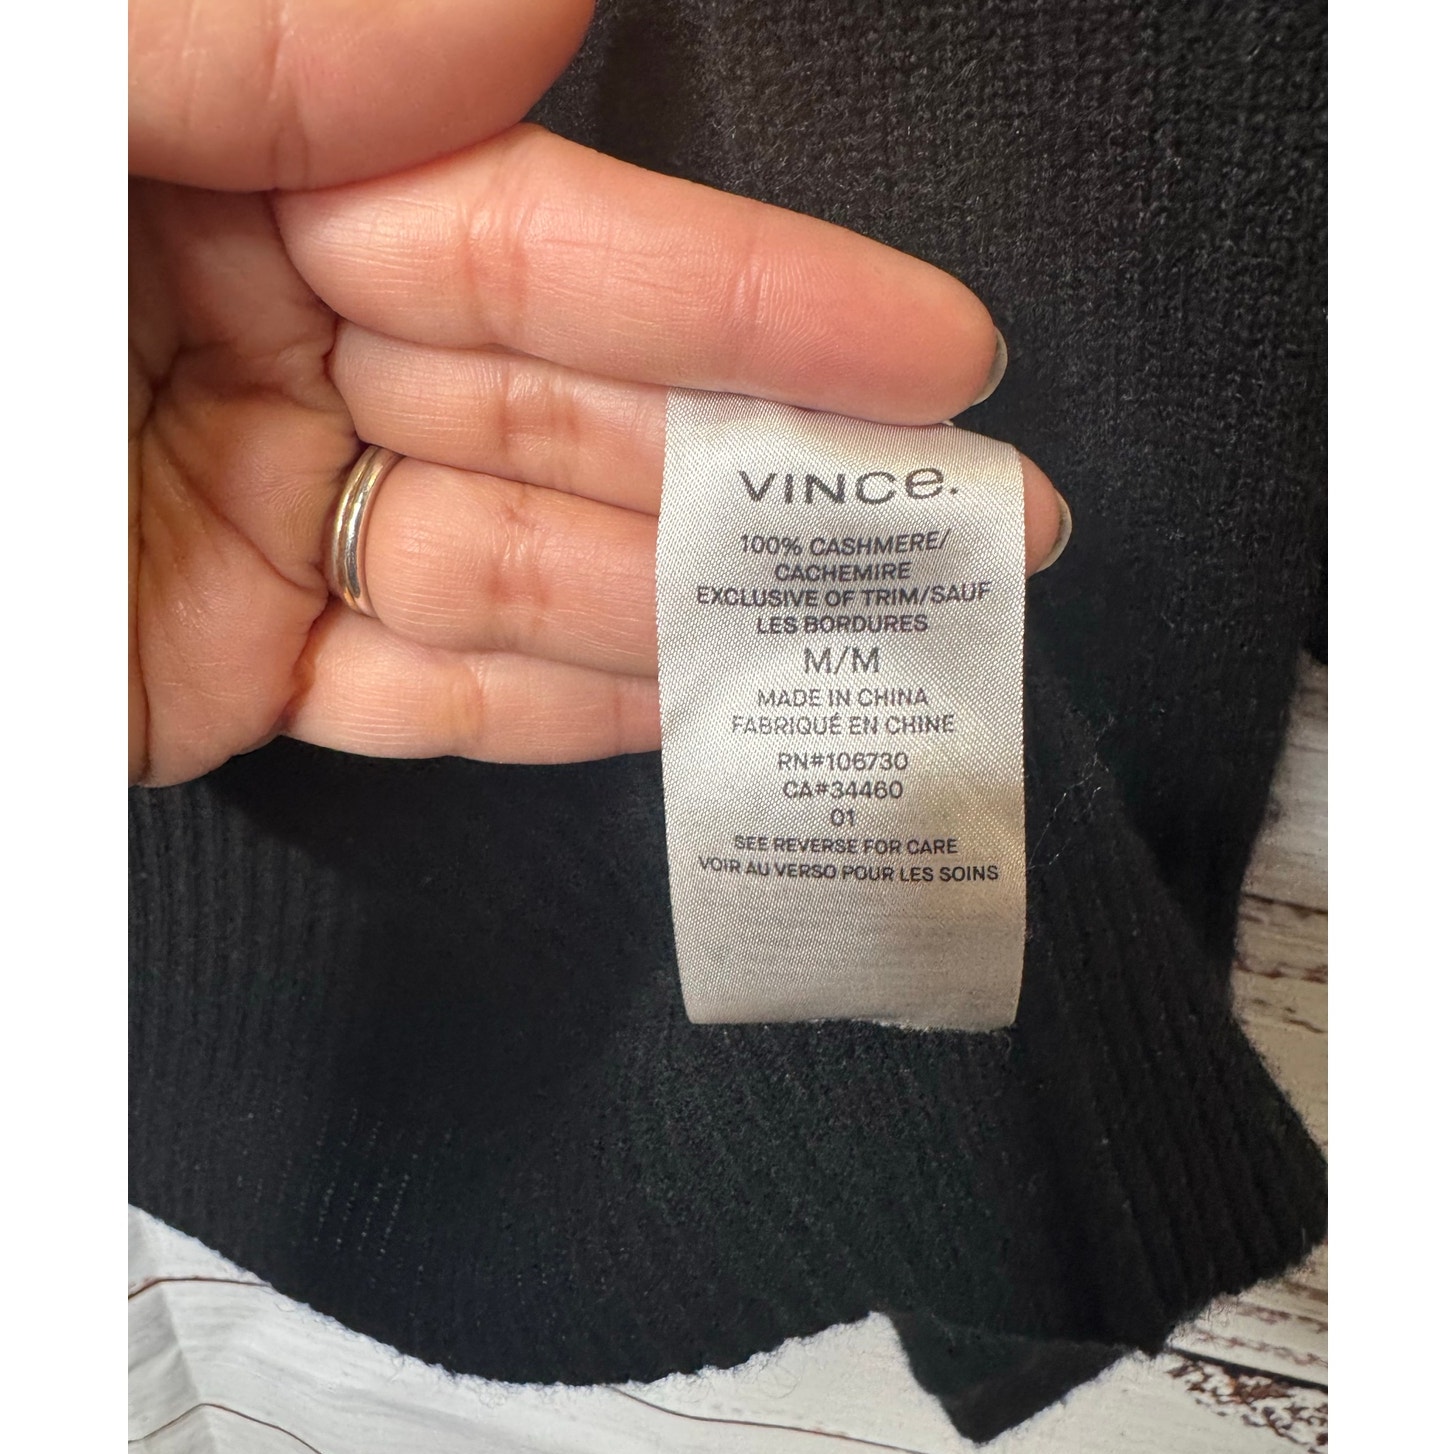 VINCe.
100% CASHMERE/
CACHEMIRE
EXCLUSIVE OF TRIM/SAUF
LES BORDURES
M/M
MADE IN CHINA
FABRIQUÉ EN CHINE
RN#106730
CA#34460
01
SEE REVERSE FOR CARE
VOIR AU VERSO POUR LES SOINS